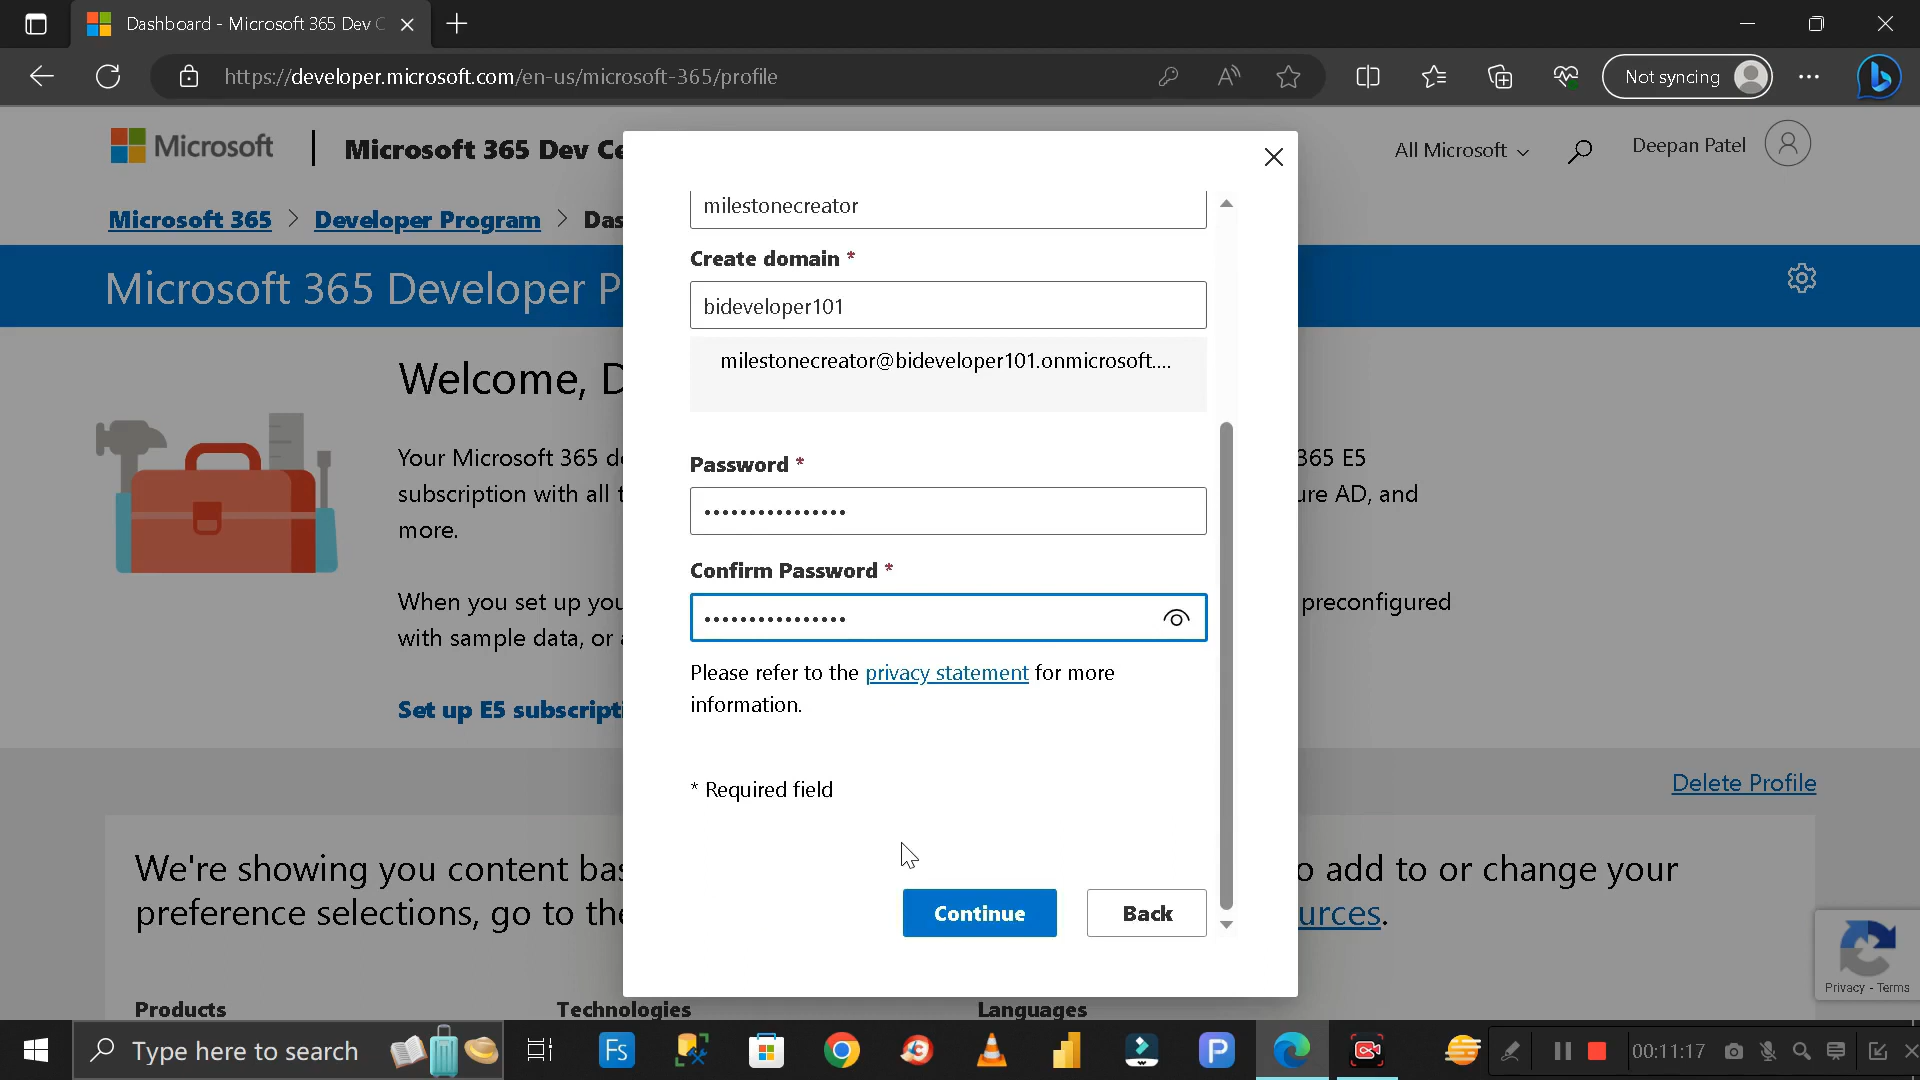 Dashboard - Microsoft 365 Dev C
https://developer.microsoft.com/en-us/microsoft-365/profile
Not syncing
Microsoft
Microsoft 365 Dev Ce
All Microsoft
Deepan Patel
Microsoft 365 > Developer Program > Das
Microsoft 365 Developer P
Welcome, D
Your Microsoft 365 de
365 E5
subscription with all t
ure AD, and
more.
When you set up you
preconfigured
with sample data, or a
Set up E5 subscripti
milestonecreator
Create domain *
bideveloper101
milestonecreator@bideveloper101.onmicrosoft....
Password *
••••••••••••••••
Confirm Password *
••••••••••••••••
Please refer to the privacy statement for more
information.
* Required field
Continue
Back
Delete Profile
We're showing you content bas
o add to or change your
preference selections, go to the
urces.
Privacy - Terms
Products
Technologies
Languages
Type here to search
Fs
00:11:17